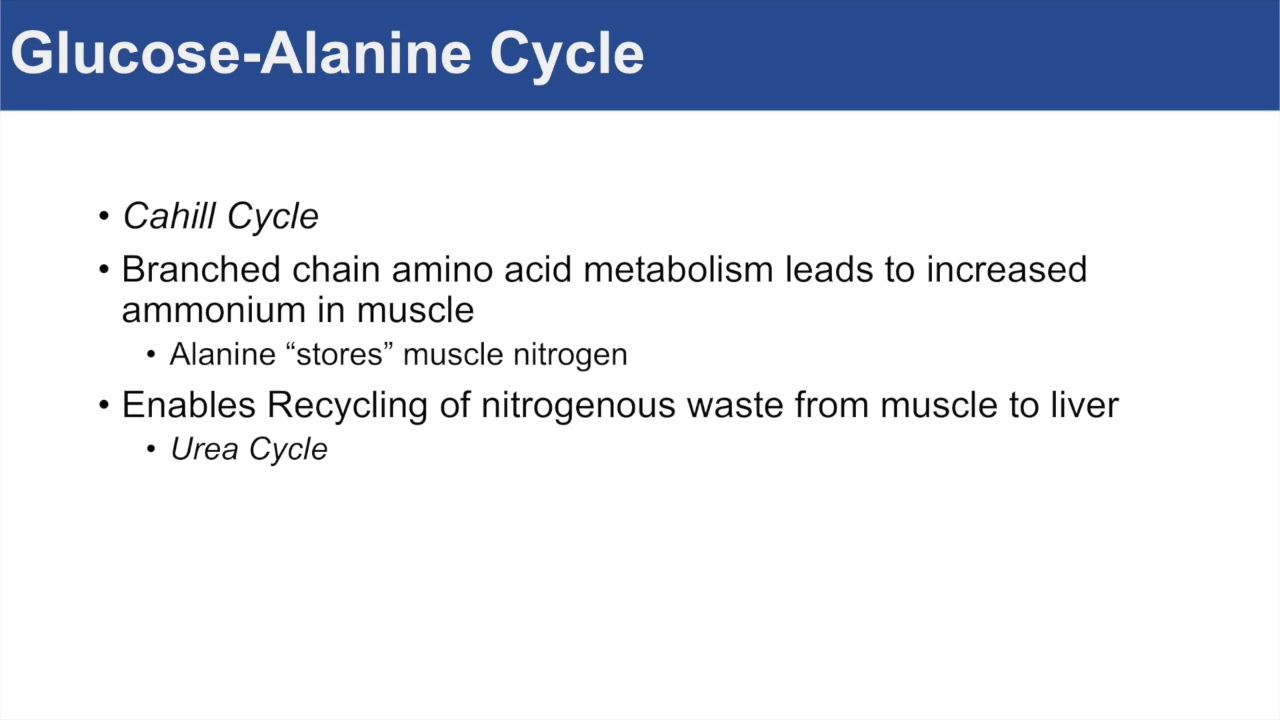 Glucose-Alanine Cycle
• Cahill Cycle
• Branched chain amino acid metabolism leads to increased
ammonium in muscle
• Alanine “stores” muscle nitrogen
• Enables Recycling of nitrogenous waste from muscle to liver
• Urea Cycle